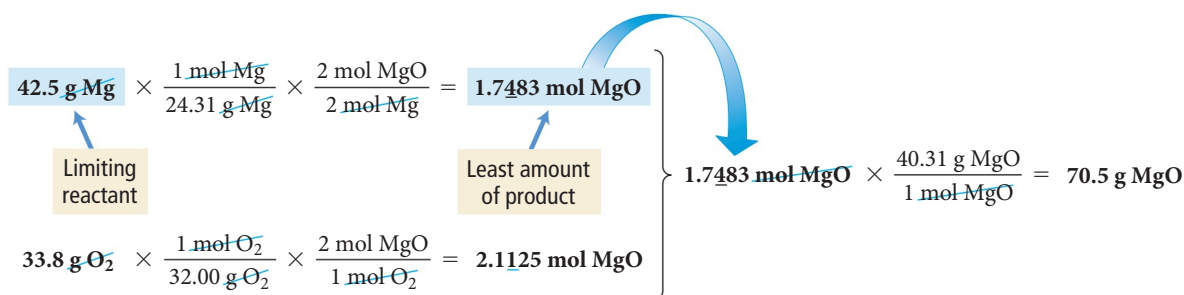 42.5 g Mg × 1 mol Mg / 24.31 g Mg × 2 mol MgO / 2 mol Mg = 1.7483 mol MgO
Limiting
reactant
Least amount
of product
33.8 g O₂ × 1 mol O₂ / 32.00 g O₂ × 2 mol MgO / 1 mol O₂ = 2.1125 mol MgO
1.7483 mol MgO × 40.31 g MgO / 1 mol MgO = 70.5 g MgO